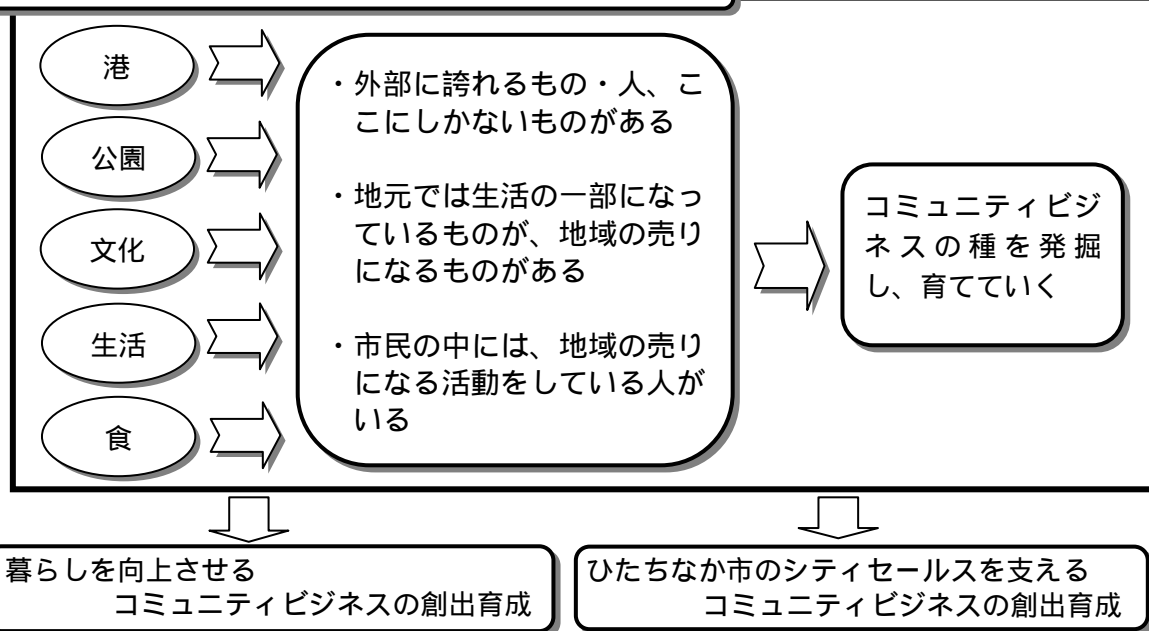 港
公園
文化
生活
食
・外部に誇れるもの・人、こ
こにしかないものがある
・地元では生活の一部になっ
ているものが、地域の売り
になるものがある
・市民の中には、地域の売り
になる活動をしている人が
いる
コミュニティビジ
ネスの種を発掘
し、育てていく
暮らしを向上させる
コミュニティビジネスの創出育成
ひたちなか市のシティセールスを支える
コミュニティビジネスの創出育成